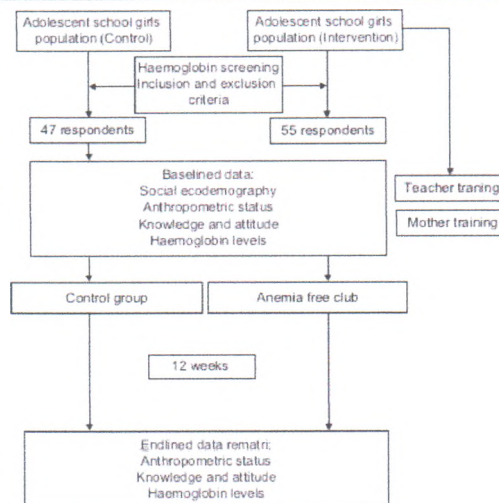 Adolescent school girls
population (Control)
Adolescent school girls
population (Intervention)
Haemoglobin screening
Inclusion and exclusion
criteria
47 respondents
55 respondents
Baselined data:
Social ecodemography
Anthropometric status
Knowledge and attitude
Haemoglobin levels
Teacher traning
Mother training
Control group
Anemia free club
12 weeks
Endlined data rematri;
Anthropometric status
Knowledge and attitude
Haemoglobin levels